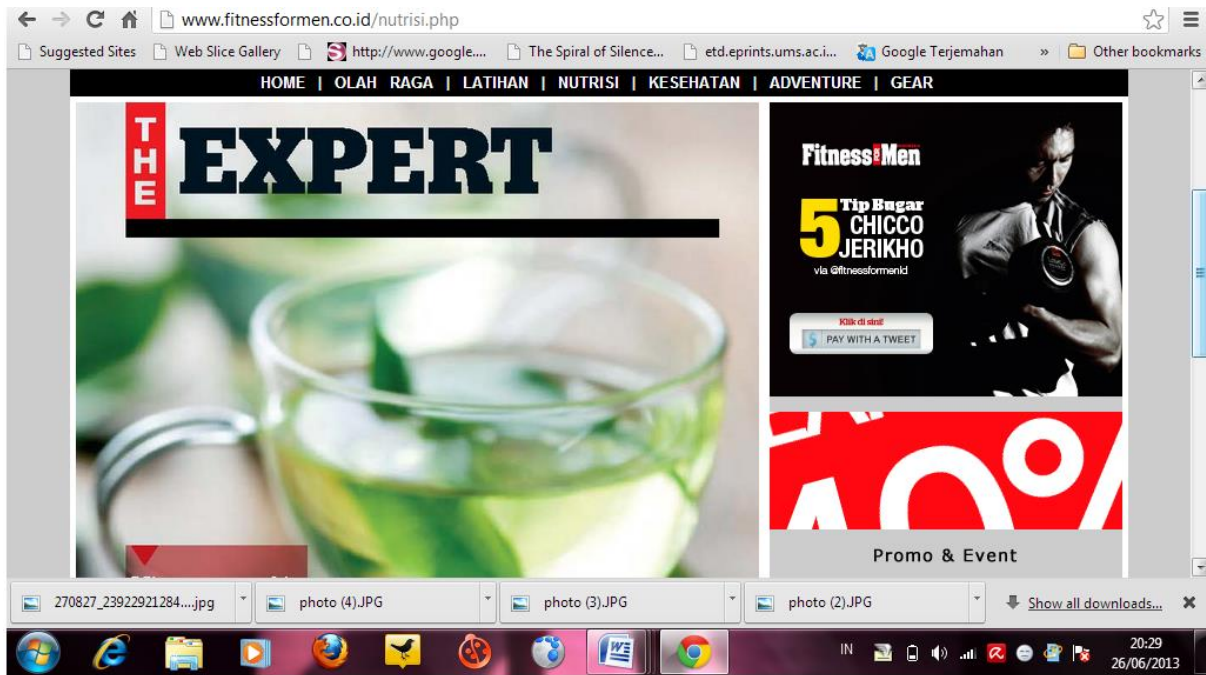 www.fitnessformen.co.id/nutrisi.php
Suggested Sites Web Slice Gallery http://www.google.... The Spiral of Silence... etd.eprints.ums.ac.i... Google Terjemahan » Other bookmarks
HOME | OLAH RAGA | LATIHAN | NUTRISI | KESEHATAN | ADVENTURE | GEAR
THE EXPERT
Fitness FOR Men
5 Tip Bugar
CHICCO
JERIKHO
via @fitnessformenid
Klik di sini!
$ PAY WITH A TWEET
Promo & Event
270827_23922921284....jpg photo (4).JPG photo (3).JPG photo (2).JPG Show all downloads...
IN 20:29
26/06/2013